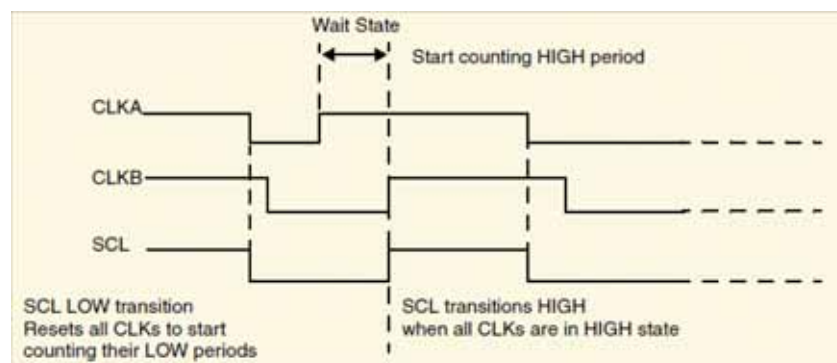 Wait State
Start counting HIGH period
CLKA
CLKB
SCL
SCL LOW transition
Resets all CLKs to start
counting their LOW periods
SCL transitions HIGH
when all CLKs are in HIGH state